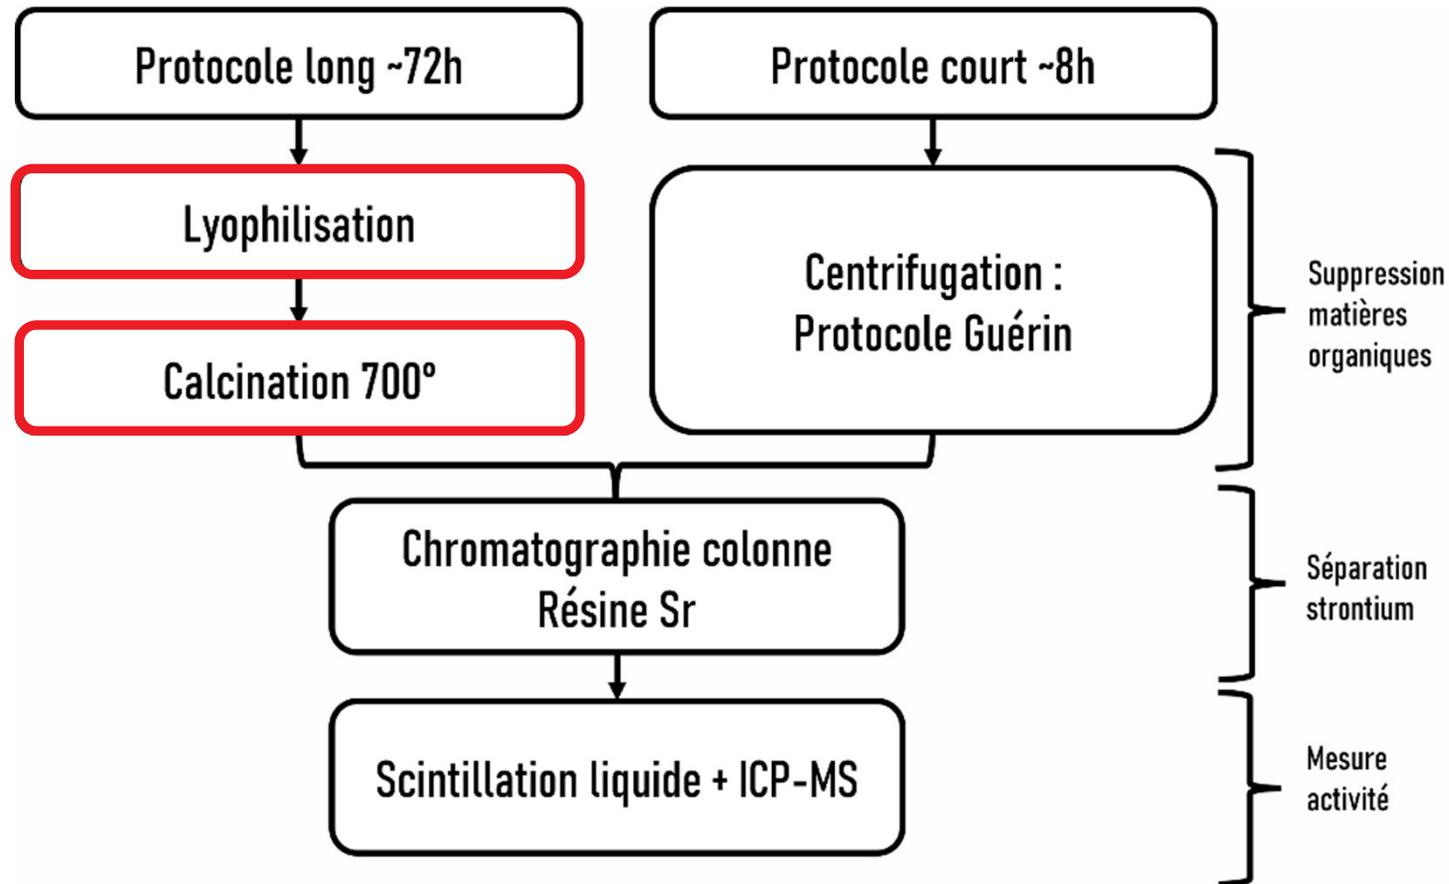 Protocole long ~72h
Protocole court ~8h
Lyophilisation
Calcination 700°
Centrifugation :
Protocole Guérin
Suppression
matières
organiques
Chromatographie colonne
Résine Sr
Séparation
strontium
Scintillation liquide + ICP-MS
Mesure
activité